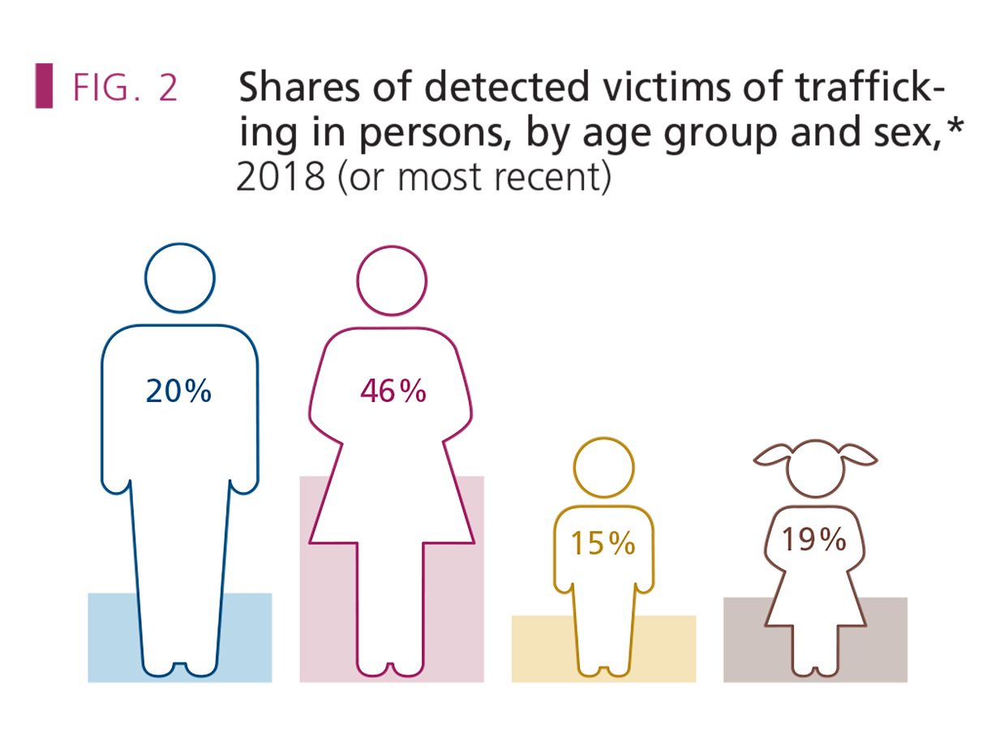 FIG. 2
Shares of detected victims of traffick-
ing in persons, by age group and sex,*
2018 (or most recent)
20%
46%
15%
19%